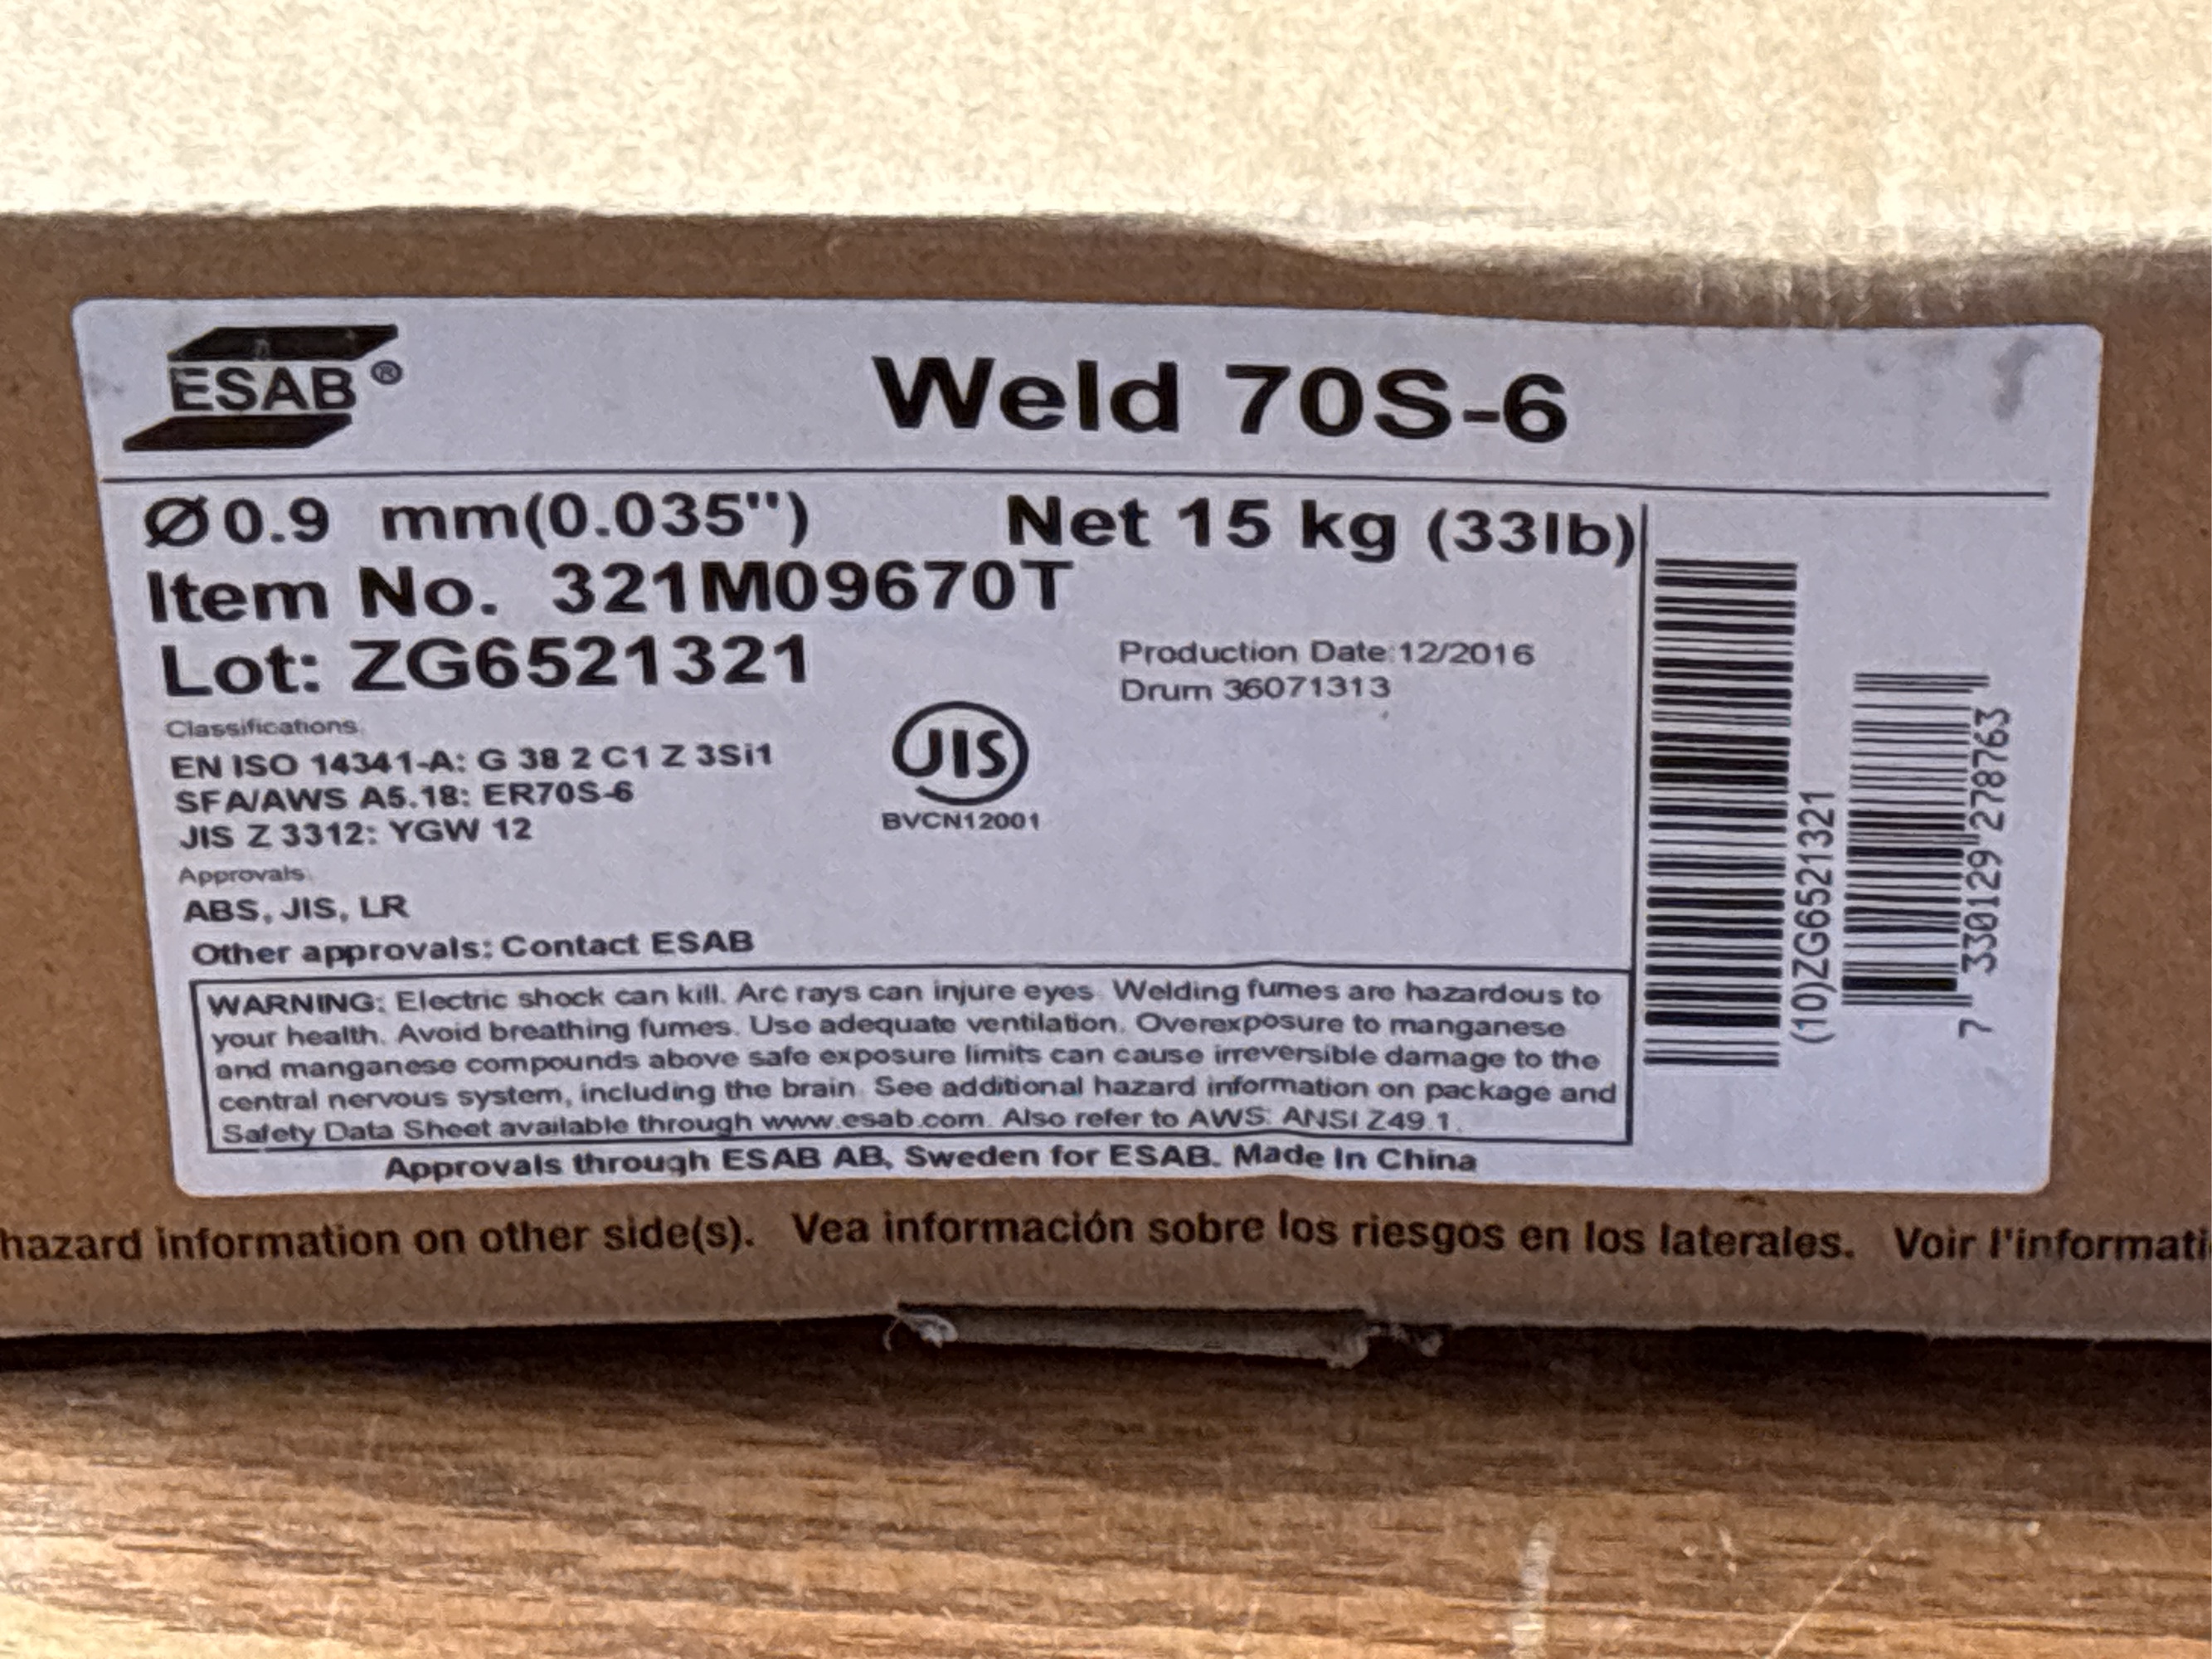 ESAB®
Weld 70S-6
Ø0.9 mm(0.035") Net 15 kg (33lb)
Item No. 321M09670T
Lot: ZG6521321
Production Date:12/2016
Drum 36071313
Classifications
EN ISO 14341-A: G 38 2 C1 Z 3Si1
SFA/AWS A5.18: ER70S-6
JIS Z 3312: YGW 12
JIS
BVCN12001
Approvals
ABS, JIS, LR
Other approvals: Contact ESAB
WARNING: Electric shock can kill. Arc rays can injure eyes. Welding fumes are hazardous to
your health. Avoid breathing fumes. Use adequate ventilation. Overexposure to manganese
and manganese compounds above safe exposure limits can cause irreversible damage to the
central nervous system, including the brain. See additional hazard information on package and
Safety Data Sheet available through www.esab.com. Also refer to AWS: ANSI Z49.1.
Approvals through ESAB AB, Sweden for ESAB. Made In China
(10)ZG6521321
7 330129 278763
hazard information on other side(s). Vea información sobre los riesgos en los laterales. Voir l'informati